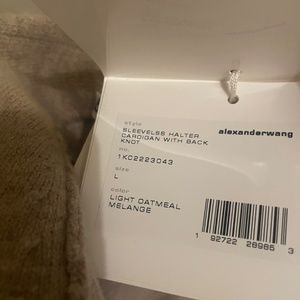 alexanderwang
style
SLEEVELSS HALTER
CARDIGAN WITH BACK
KNOT
no.
1KC2223043
size
L
color
LIGHT OATMEAL
MELANGE
1 92722 28985 3